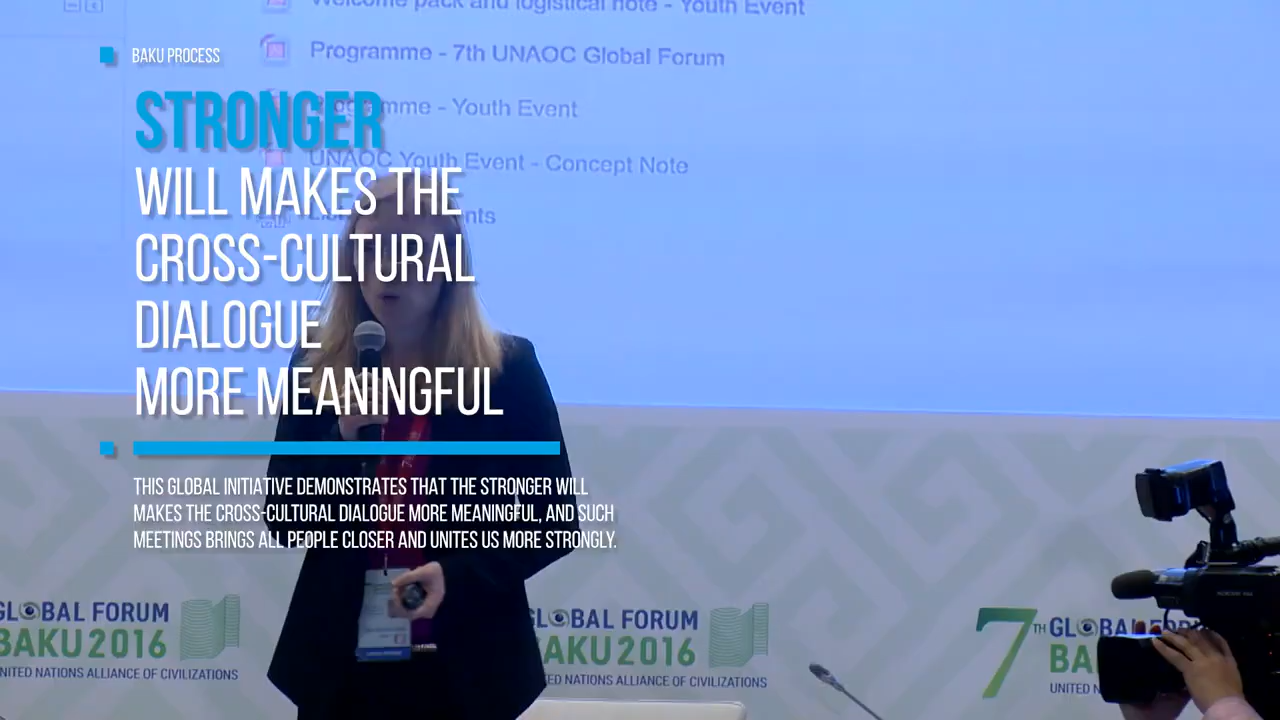 Welcome pack and logistical note - Youth Event
BAKU PROCESS
Programme - 7th UNAOC Global Forum
STRONGER
Programme - Youth Event
UNAOC Youth Event - Concept Note
WILL MAKES THE
CROSS-CULTURAL
DIALOGUE
MORE MEANINGFUL
THIS GLOBAL INITIATIVE DEMONSTRATES THAT THE STRONGER WILL
MAKES THE CROSS-CULTURAL DIALOGUE MORE MEANINGFUL, AND SUCH
MEETINGS BRINGS ALL PEOPLE CLOSER AND UNITES US MORE STRONGLY.
GLOBAL FORUM
BAKU 2016
UNITED NATIONS ALLIANCE OF CIVILIZATIONS
GLOBAL FORUM
BAKU 2016
UNITED NATIONS ALLIANCE OF CIVILIZATIONS
7TH GLOBAL FORUM
UNITED